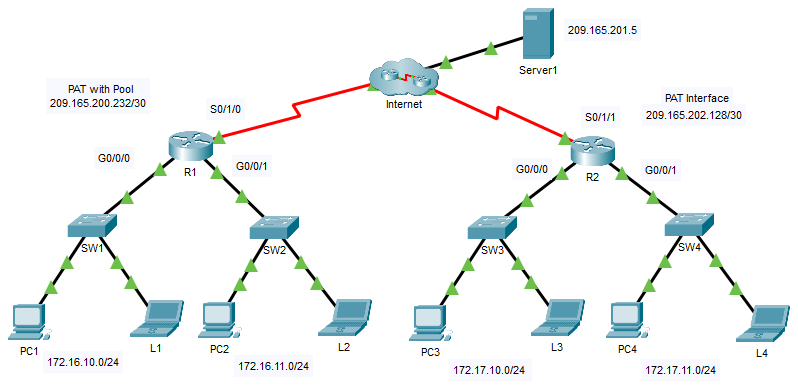 209.165.201.5
Server1
PAT with Pool
209.165.200.232/30
Internet
PAT Interface
209.165.202.128/30
S0/1/0
S0/1/1
G0/0/0
R1
G0/0/1
G0/0/0
R2
G0/0/1
SW1
SW2
SW3
SW4
PC1
L1
PC2
L2
PC3
L3
PC4
L4
172.16.10.0/24
172.16.11.0/24
172.17.10.0/24
172.17.11.0/24